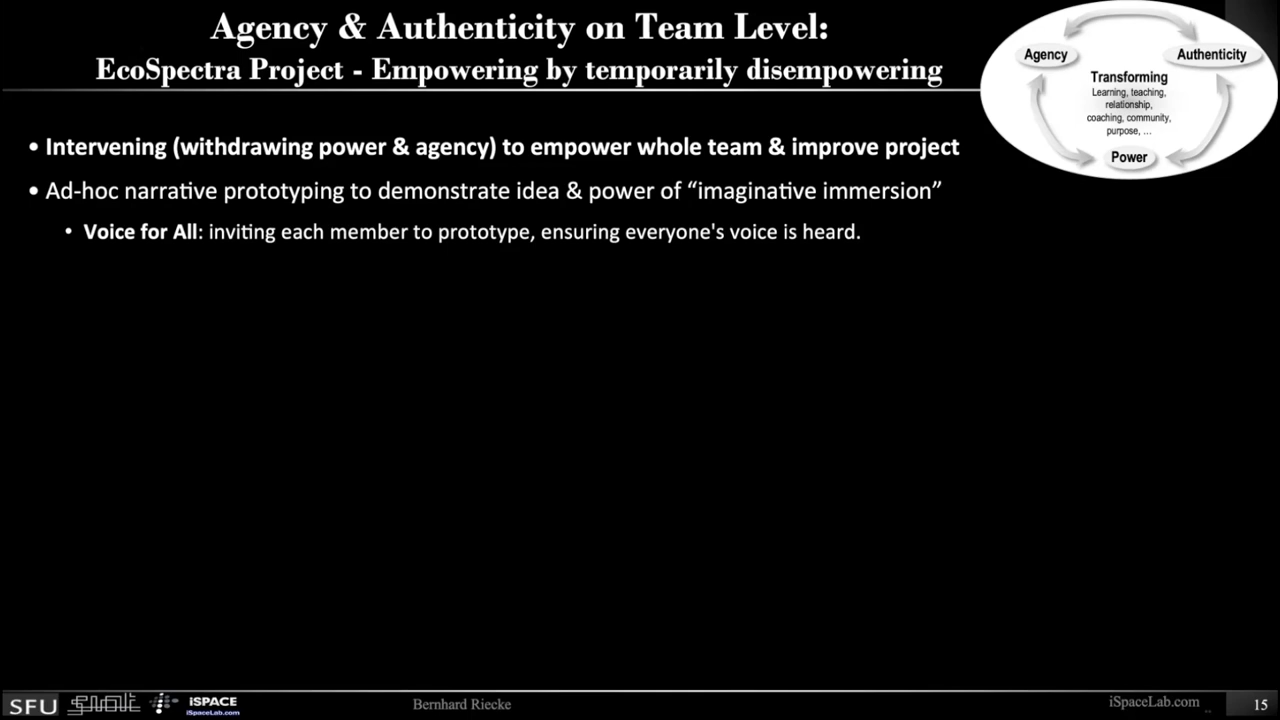 Agency & Authenticity on Team Level:
EcoSpectra Project - Empowering by temporarily disempowering
Agency
Authenticity
Transforming
Learning, teaching,
relationship,
coaching, community,
purpose, ...
Power
• Intervening (withdrawing power & agency) to empower whole team & improve project
• Ad-hoc narrative prototyping to demonstrate idea & power of “imaginative immersion”
• Voice for All: inviting each member to prototype, ensuring everyone's voice is heard.
SFU
iSPACE
iSpaceLab.com
Bernhard Riecke
iSpaceLab.com
15